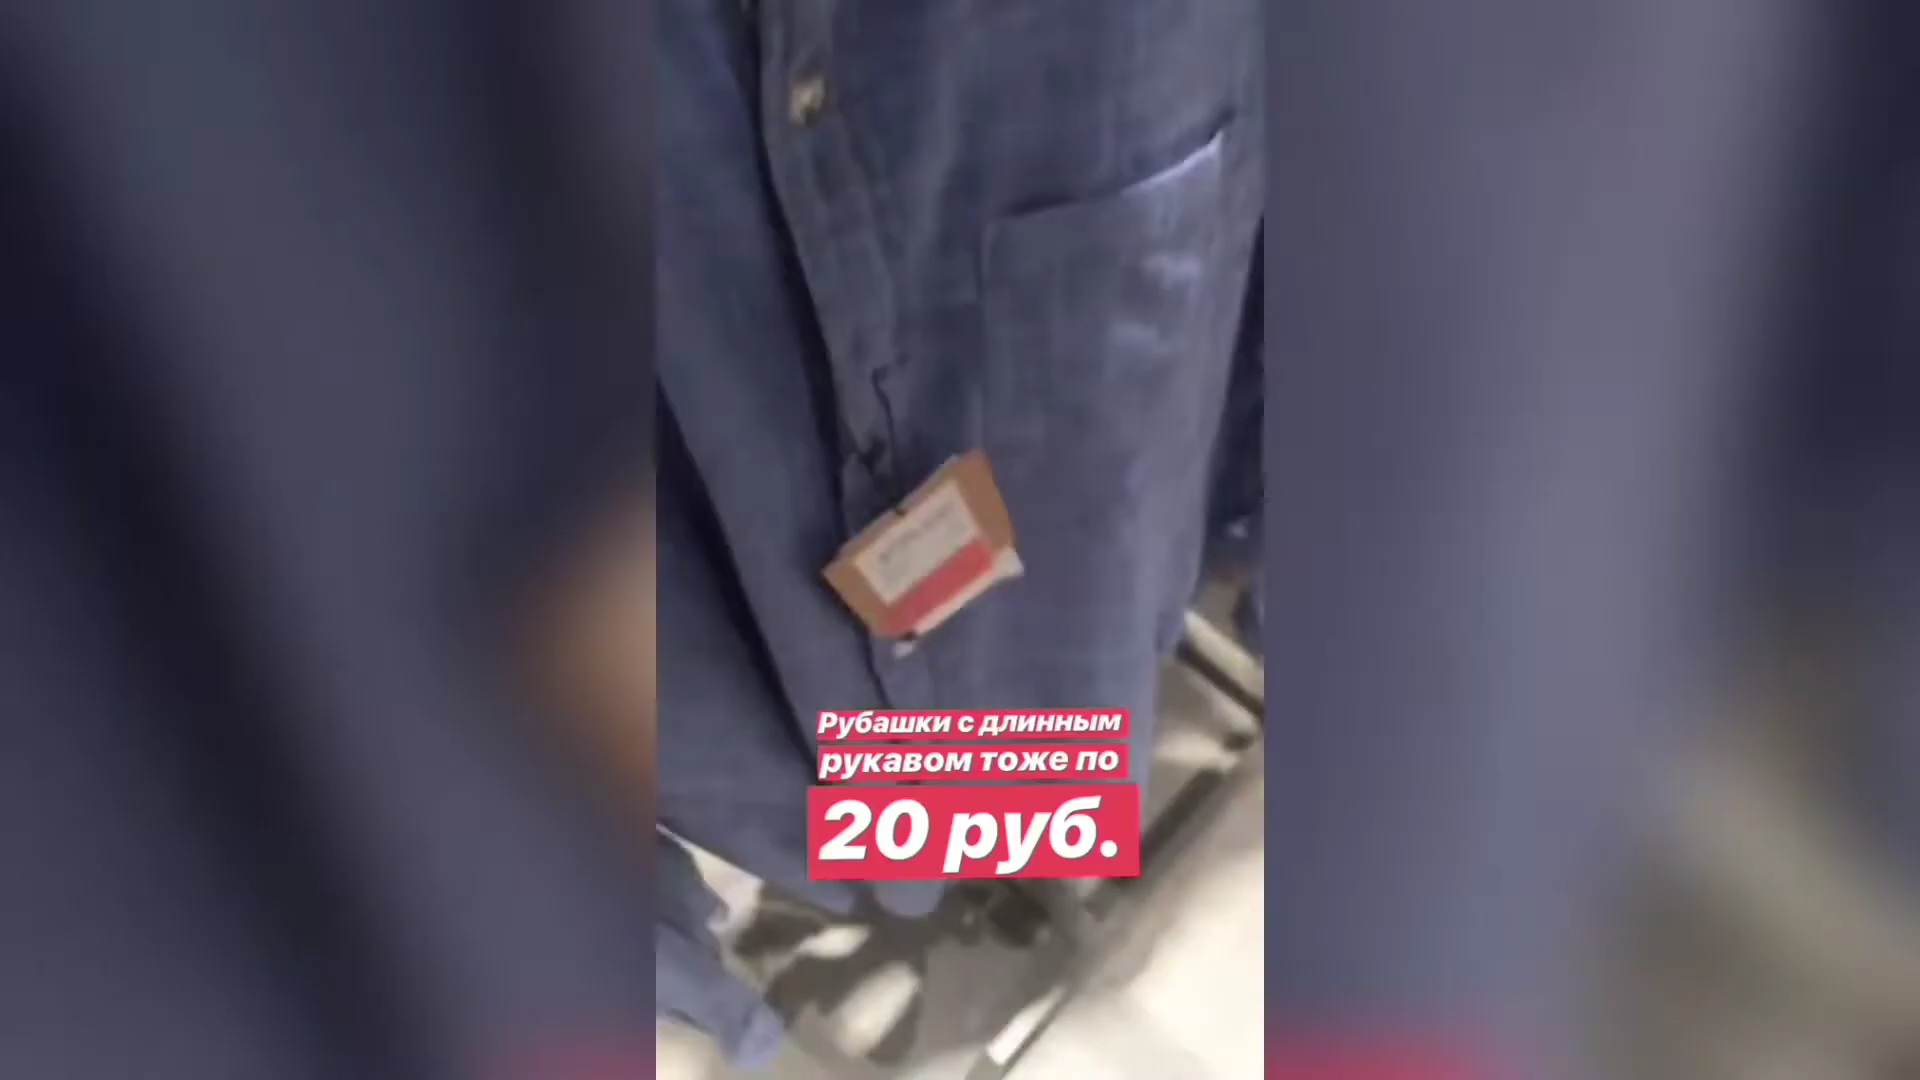 Рубашки с длинным
рукавом тоже по
20 руб.